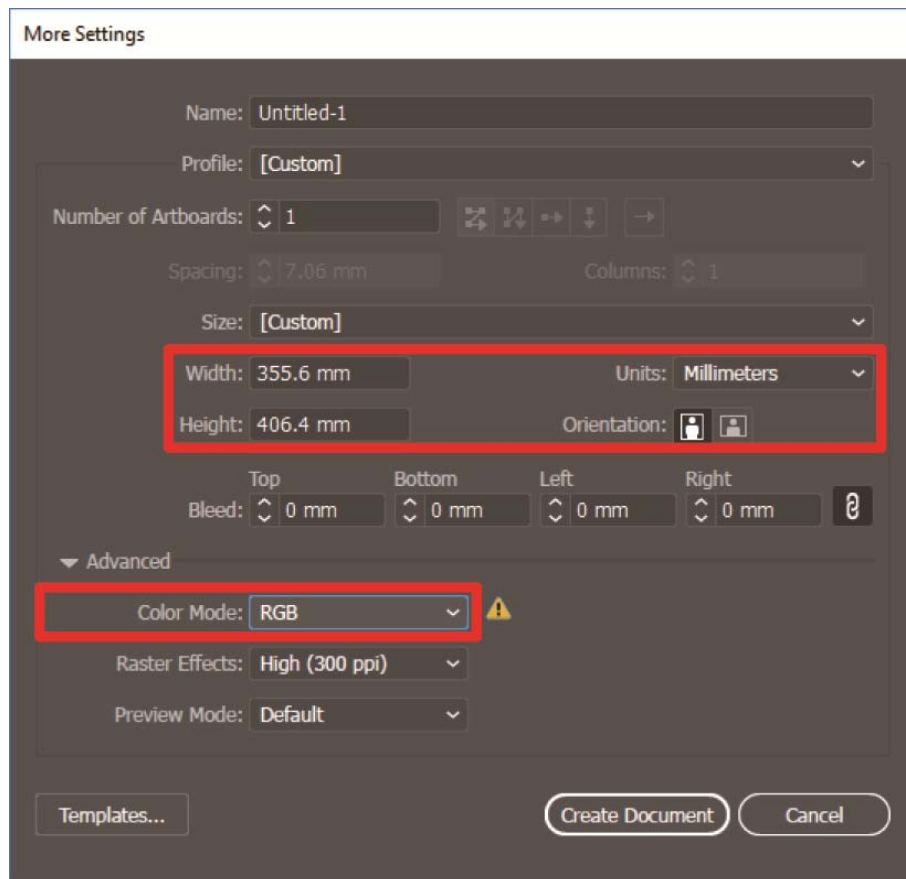 More Settings
Name: Untitled-1
Profile: [Custom]
Number of Artboards: 1
Spacing: 7.06 mm Columns: 1
Size: [Custom]
Width: 355.6 mm Units: Millimeters
Height: 406.4 mm Orientation:
Top Bottom Left Right
Bleed: 0 mm 0 mm 0 mm 0 mm
Advanced
Color Mode: RGB
Raster Effects: High (300 ppi)
Preview Mode: Default
Templates... Create Document Cancel